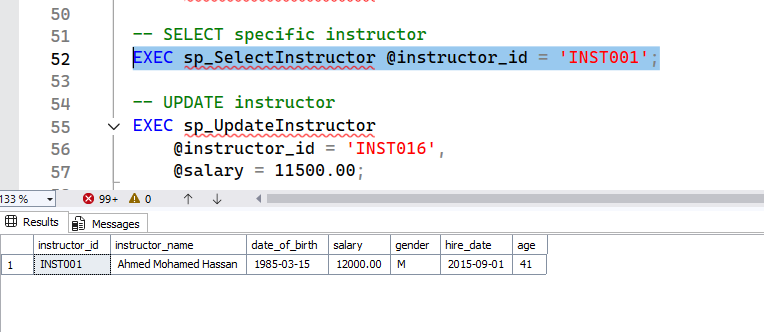 50
51 -- SELECT specific instructor
52 EXEC sp_SelectInstructor @instructor_id = 'INST001';
53
54 -- UPDATE instructor
55 EXEC sp_UpdateInstructor
56 @instructor_id = 'INST016',
57 @salary = 11500.00;
133 % 99+ 0
Results Messages
instructor_id instructor_name date_of_birth salary gender hire_date age
1 INST001 Ahmed Mohamed Hassan 1985-03-15 12000.00 M 2015-09-01 41